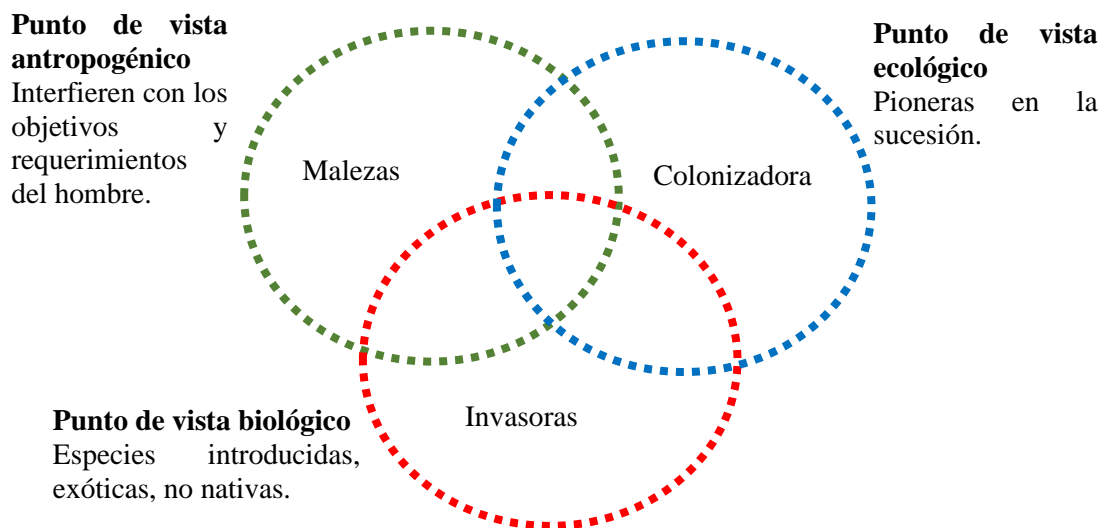 Punto de vista
antropogénico
Interfieren con los
objetivos y
requerimientos
del hombre.
Punto de vista
ecológico
Pioneras en la
sucesión.
Malezas
Colonizadora
Invasoras
Punto de vista biológico
Especies introducidas,
exóticas, no nativas.